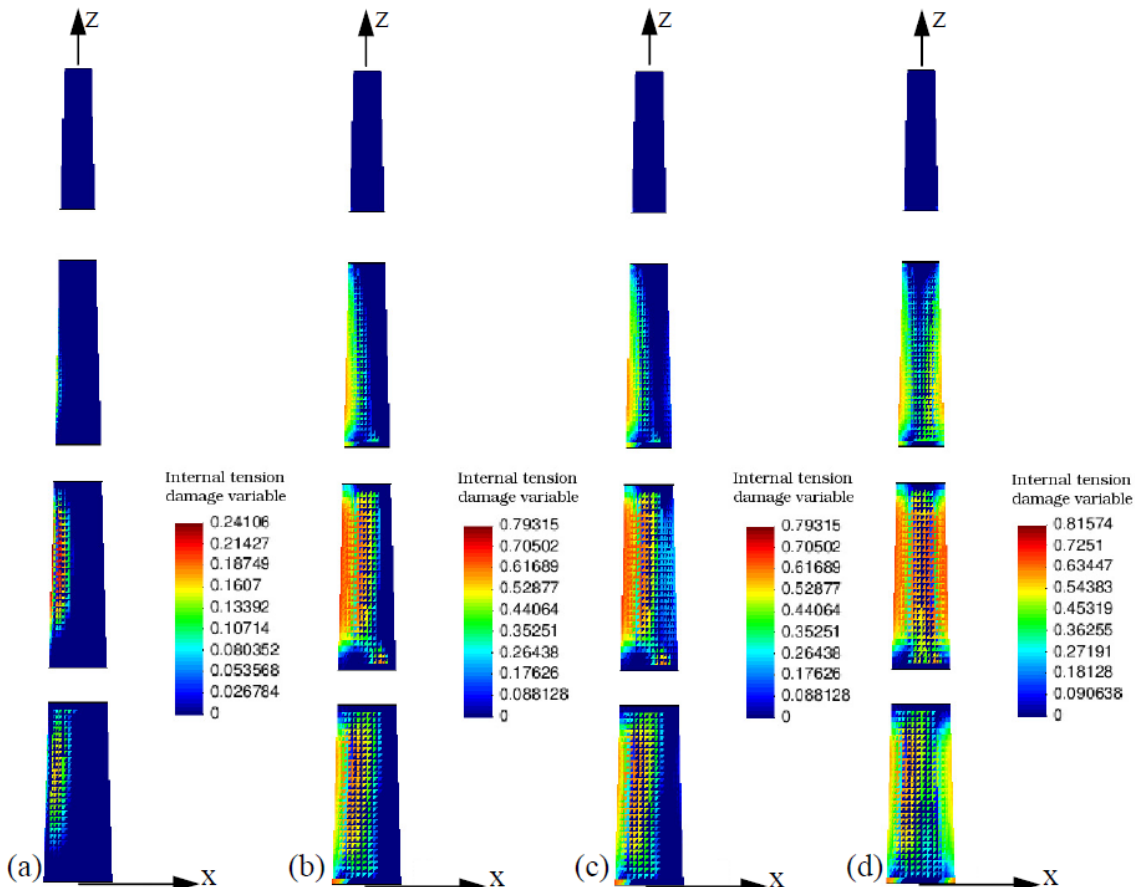 Z
Z
Z
Z
Internal tension
damage variable
0.24106
0.21427
0.18749
0.1607
0.13392
0.10714
0.080352
0.053568
0.026784
0
Internal tension
damage variable
0.79315
0.70502
0.61689
0.52877
0.44064
0.35251
0.26438
0.17626
0.088128
0
Internal tension
damage variable
0.79315
0.70502
0.61689
0.52877
0.44064
0.35251
0.26438
0.17626
0.088128
0
Internal tension
damage variable
0.81574
0.7251
0.63447
0.54383
0.45319
0.36255
0.27191
0.18128
0.090638
0
(a)
X
(b)
X
(c)
X
(d)
X